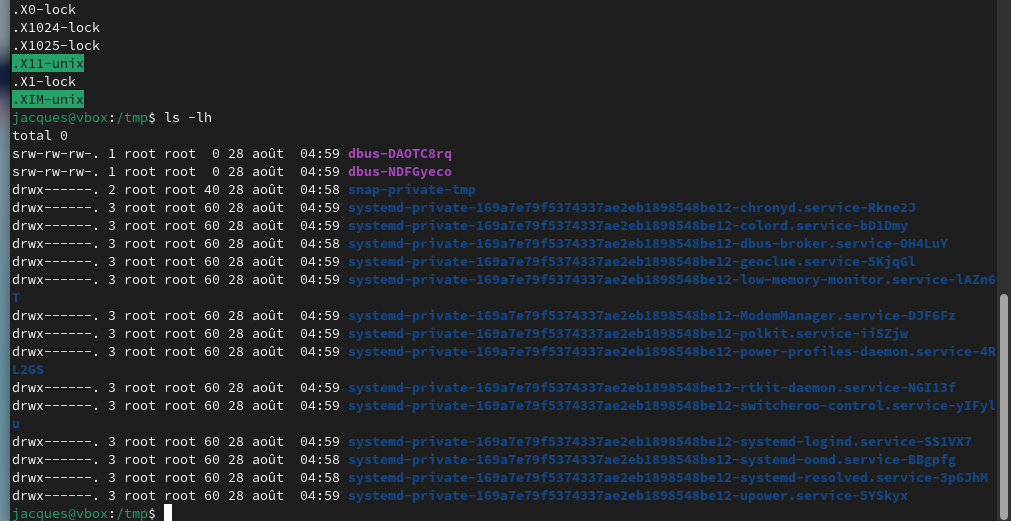 .X0-lock
.X1024-lock
.X1025-lock
.X11-unix
.X1-lock
.XIM-unix
jacques@vbox:/tmp$ ls -lh
total 0
srw-rw-rw-. 1 root root  0 28 août  04:59 dbus-DAOTC8rq
srw-rw-rw-. 1 root root  0 28 août  04:59 dbus-NDFGyeco
drwx------. 2 root root 40 28 août  04:58 snap-private-tmp
drwx------. 3 root root 60 28 août  04:59 systemd-private-169a7e79f5374337ae2eb1898548be12-chronyd.service-Rkne2J
drwx------. 3 root root 60 28 août  04:59 systemd-private-169a7e79f5374337ae2eb1898548be12-colord.service-bD1Dmy
drwx------. 3 root root 60 28 août  04:58 systemd-private-169a7e79f5374337ae2eb1898548be12-dbus-broker.service-OH4LuY
drwx------. 3 root root 60 28 août  04:59 systemd-private-169a7e79f5374337ae2eb1898548be12-geoclue.service-5KjqGl
drwx------. 3 root root 60 28 août  04:59 systemd-private-169a7e79f5374337ae2eb1898548be12-low-memory-monitor.service-lAZn6
T
drwx------. 3 root root 60 28 août  04:59 systemd-private-169a7e79f5374337ae2eb1898548be12-ModemManager.service-DJF6Fz
drwx------. 3 root root 60 28 août  04:59 systemd-private-169a7e79f5374337ae2eb1898548be12-polkit.service-iiSZjw
drwx------. 3 root root 60 28 août  04:59 systemd-private-169a7e79f5374337ae2eb1898548be12-power-profiles-daemon.service-4R
L2GS
drwx------. 3 root root 60 28 août  04:59 systemd-private-169a7e79f5374337ae2eb1898548be12-rtkit-daemon.service-NGI13f
drwx------. 3 root root 60 28 août  04:59 systemd-private-169a7e79f5374337ae2eb1898548be12-switcheroo-control.service-yIFyl
u
drwx------. 3 root root 60 28 août  04:59 systemd-private-169a7e79f5374337ae2eb1898548be12-systemd-logind.service-SS1VX7
drwx------. 3 root root 60 28 août  04:58 systemd-private-169a7e79f5374337ae2eb1898548be12-systemd-oomd.service-BBgpfg
drwx------. 3 root root 60 28 août  04:58 systemd-private-169a7e79f5374337ae2eb1898548be12-systemd-resolved.service-3p6JhM
drwx------. 3 root root 60 28 août  04:59 systemd-private-169a7e79f5374337ae2eb1898548be12-upower.service-5YSkyx
jacques@vbox:/tmp$